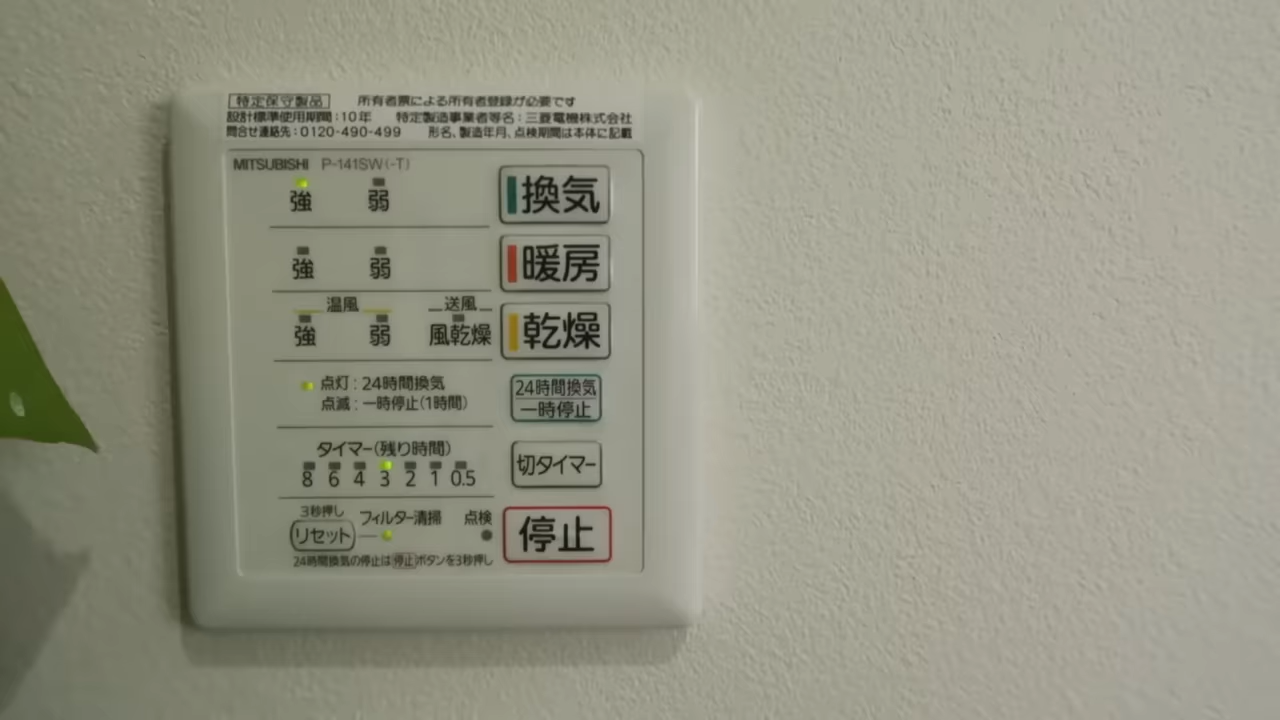 特定保守製品 所有者票による所有者登録が必要です
設計標準使用期間:10年 特定製造事業者等名:三菱電機株式会社
問合せ連絡先:0120-490-499 形名、製造年月、点検期間は本体に記載
MITSUBISHI P-141SW(-T)
強 弱 換気
強 弱 暖房
温風 送風
強 弱 風乾燥 乾燥
点灯:24時間換気
点滅:一時停止(1時間)
24時間換気
一時停止
タイマー(残り時間)
8 6 4 3 2 1 0.5
切タイマー
3秒押し
リセット フィルター清掃 点検
停止
24時間換気の停止は停止ボタンを3秒押し